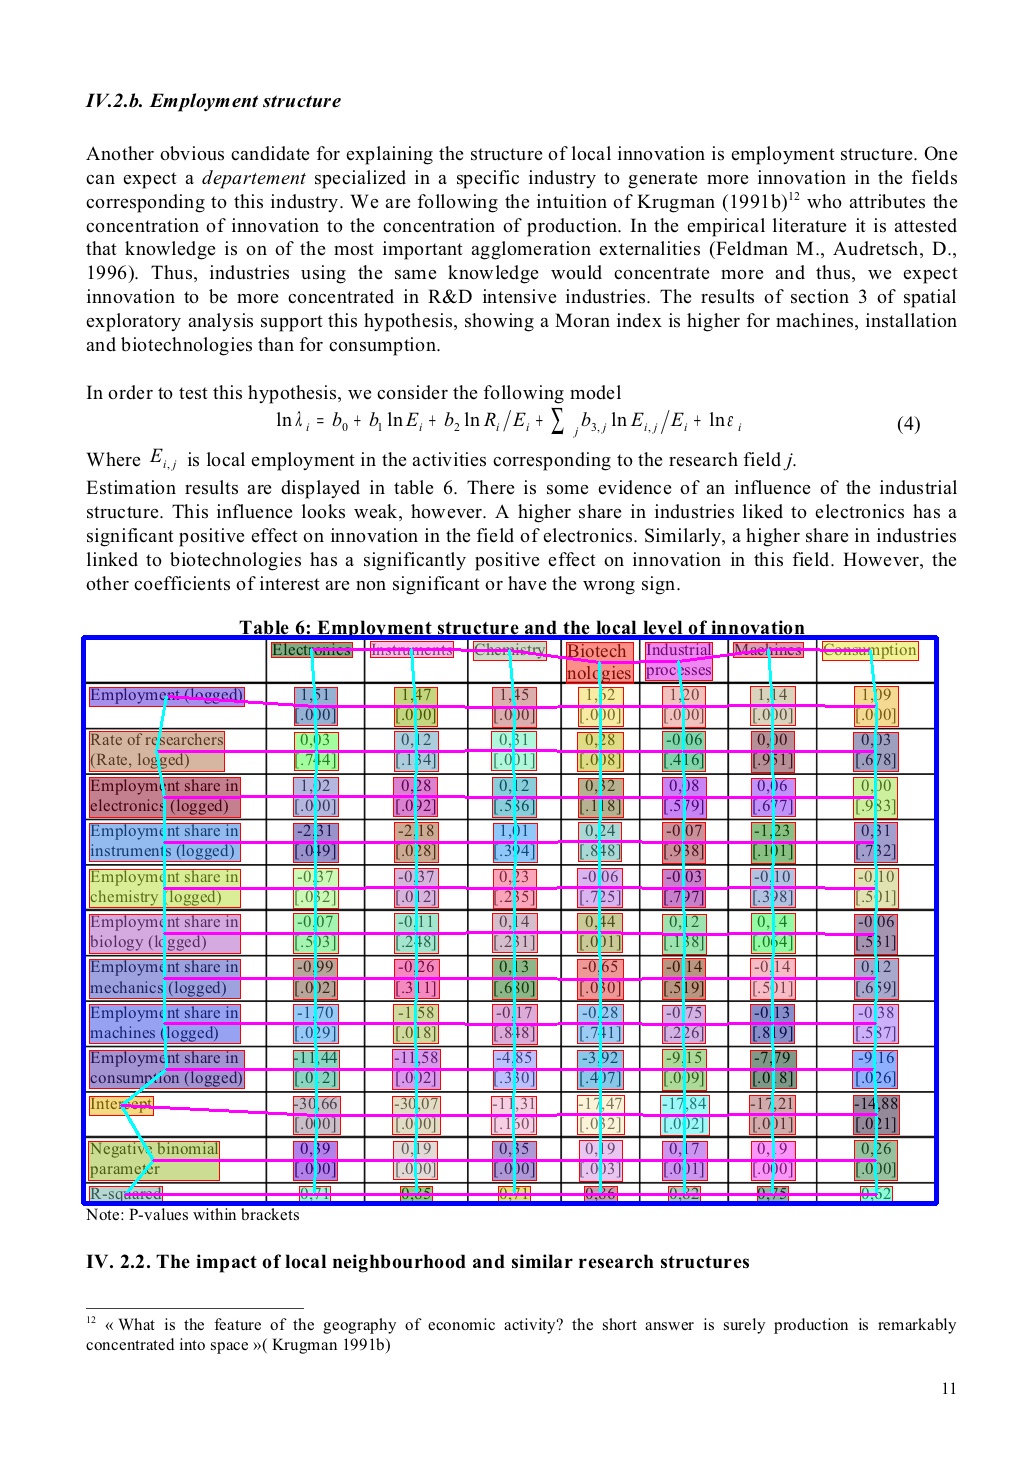 IV.2.b. Employment structure
Another obvious candidate for explaining the structure of local innovation is employment structure. One
can expect a departement specialized in a specific industry to generate more innovation in the fields
corresponding to this industry. We are following the intuition of Krugman (1991b)12 who attributes the
concentration of innovation to the concentration of production. In the empirical literature it is attested
that knowledge is on of the most important agglomeration externalities (Feldman M., Audretsch, D.,
1996). Thus, industries using the same knowledge would concentrate more and thus, we expect
innovation to be more concentrated in R&D intensive industries. The results of section 3 of spatial
exploratory analysis support this hypothesis, showing a Moran index is higher for machines, installation
and biotechnologies than for consumption.
In order to test this hypothesis, we consider the following model
ln λ i = b0 + b1 ln Ei + b2 ln Ri/Ei + ∑ j b3,j ln Ei,j/Ei + ln ε i (4)
Where Ei,j is local employment in the activities corresponding to the research field j.
Estimation results are displayed in table 6. There is some evidence of an influence of the industrial
structure. This influence looks weak, however. A higher share in industries liked to electronics has a
significant positive effect on innovation in the field of electronics. Similarly, a higher share in industries
linked to biotechnologies has a significantly positive effect on innovation in this field. However, the
other coefficients of interest are non significant or have the wrong sign.
Table 6: Employment structure and the local level of innovation
Electronics Instruments Chemistry Biotech Industrial Machines Consumption
nologies processes
Employment (logged) 1,51 1,47 1,45 1,52 1,20 1,14 1,09
[.000] [.000] [.000] [.000] [.000] [.000] [.000]
Rate of researchers 0,03 0,12 0,31 0,28 -0,06 0,00 0,03
(Rate, logged) [.744] [.134] [.001] [.008] [.416] [.951] [.678]
Employment share in 1,02 0,28 0,12 0,32 0,08 0,06 0,00
electronics (logged) [.000] [.092] [.536] [.118] [.579] [.677] [.983]
Employment share in -2,31 -2,18 1,01 0,24 -0,07 -1,23 0,31
instruments (logged) [.049] [.028] [.394] [.848] [.938] [.101] [.732]
Employment share in -0,37 -0,37 0,23 -0,06 -0,03 -0,10 -0,10
chemistry (logged) [.032] [.012] [.235] [.725] [.797] [.398] [.501]
Employment share in -0,07 -0,11 0,14 0,44 0,12 0,14 -0,06
biology (logged) [.503] [.248] [.231] [.001] [.138] [.064] [.531]
Employment share in -0,99 -0,26 0,13 -0,65 -0,14 -0,14 0,12
mechanics (logged) [.002] [.311] [.630] [.030] [.519] [.501] [.659]
Employment share in -1,70 -1,58 -0,17 -0,28 -0,75 -0,13 -0,38
machines (logged) [.029] [.018] [.848] [.741] [.226] [.819] [.537]
Employment share in -11,44 -11,58 -4,85 -3,92 -9,15 -7,79 -9,16
consumption (logged) [.012] [.002] [.330] [.407] [.009] [.018] [.026]
Intercept -30,66 -30,07 -11,31 -17,47 -17,84 -17,21 -14,88
[.000] [.000] [.160] [.032] [.002] [.001] [.021]
Negative binomial 0,39 0,19 0,35 0,19 0,17 0,19 0,26
parameter [.000] [.000] [.000] [.003] [.001] [.000] [.000]
R-squared 0,71 0,85 0,71 0,86 0,82 0,75 0,62
Note: P-values within brackets
IV. 2.2. The impact of local neighbourhood and similar research structures
12 « What is the feature of the geography of economic activity? the short answer is surely production is remarkably
concentrated into space »( Krugman 1991b)
11